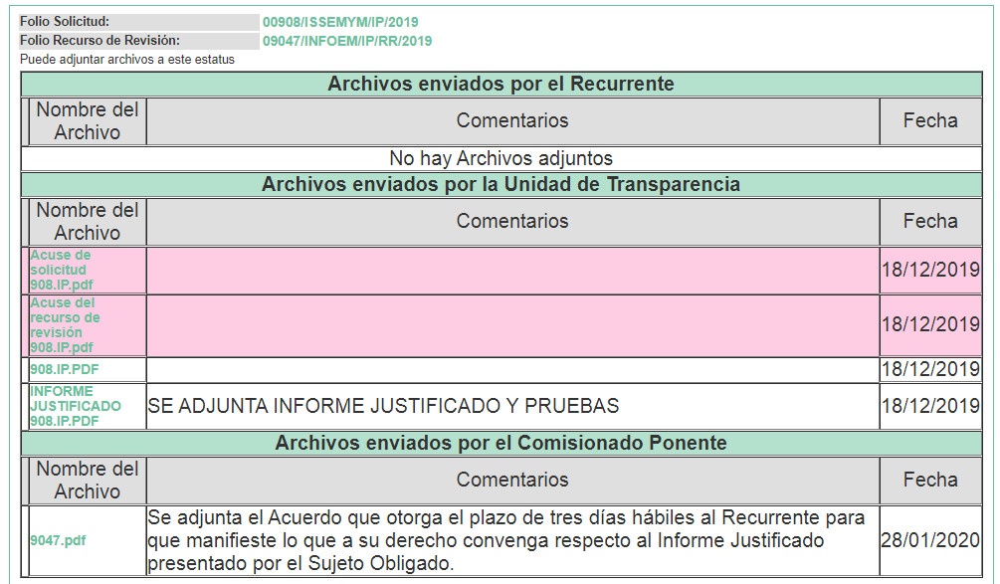 Folio Solicitud: 00908/ISSEMYM/IP/2019
Folio Recurso de Revisión: 09047/INFOEM/IP/RR/2019
Puede adjuntar archivos a este estatus
Archivos enviados por el Recurrente
Nombre del
Archivo
Comentarios
Fecha
No hay Archivos adjuntos
Archivos enviados por la Unidad de Transparencia
Nombre del
Archivo
Comentarios
Fecha
Acuse de
solicitud
908.IP.pdf
18/12/2019
Acuse del
recurso de
revisión
908.IP.pdf
18/12/2019
908.IP.PDF
18/12/2019
INFORME
JUSTIFICADO
908.IP.PDF
SE ADJUNTA INFORME JUSTIFICADO Y PRUEBAS
18/12/2019
Archivos enviados por el Comisionado Ponente
Nombre del
Archivo
Comentarios
Fecha
9047.pdf
Se adjunta el Acuerdo que otorga el plazo de tres días hábiles al Recurrente para
que manifieste lo que a su derecho convenga respecto al Informe Justificado
presentado por el Sujeto Obligado.
28/01/2020